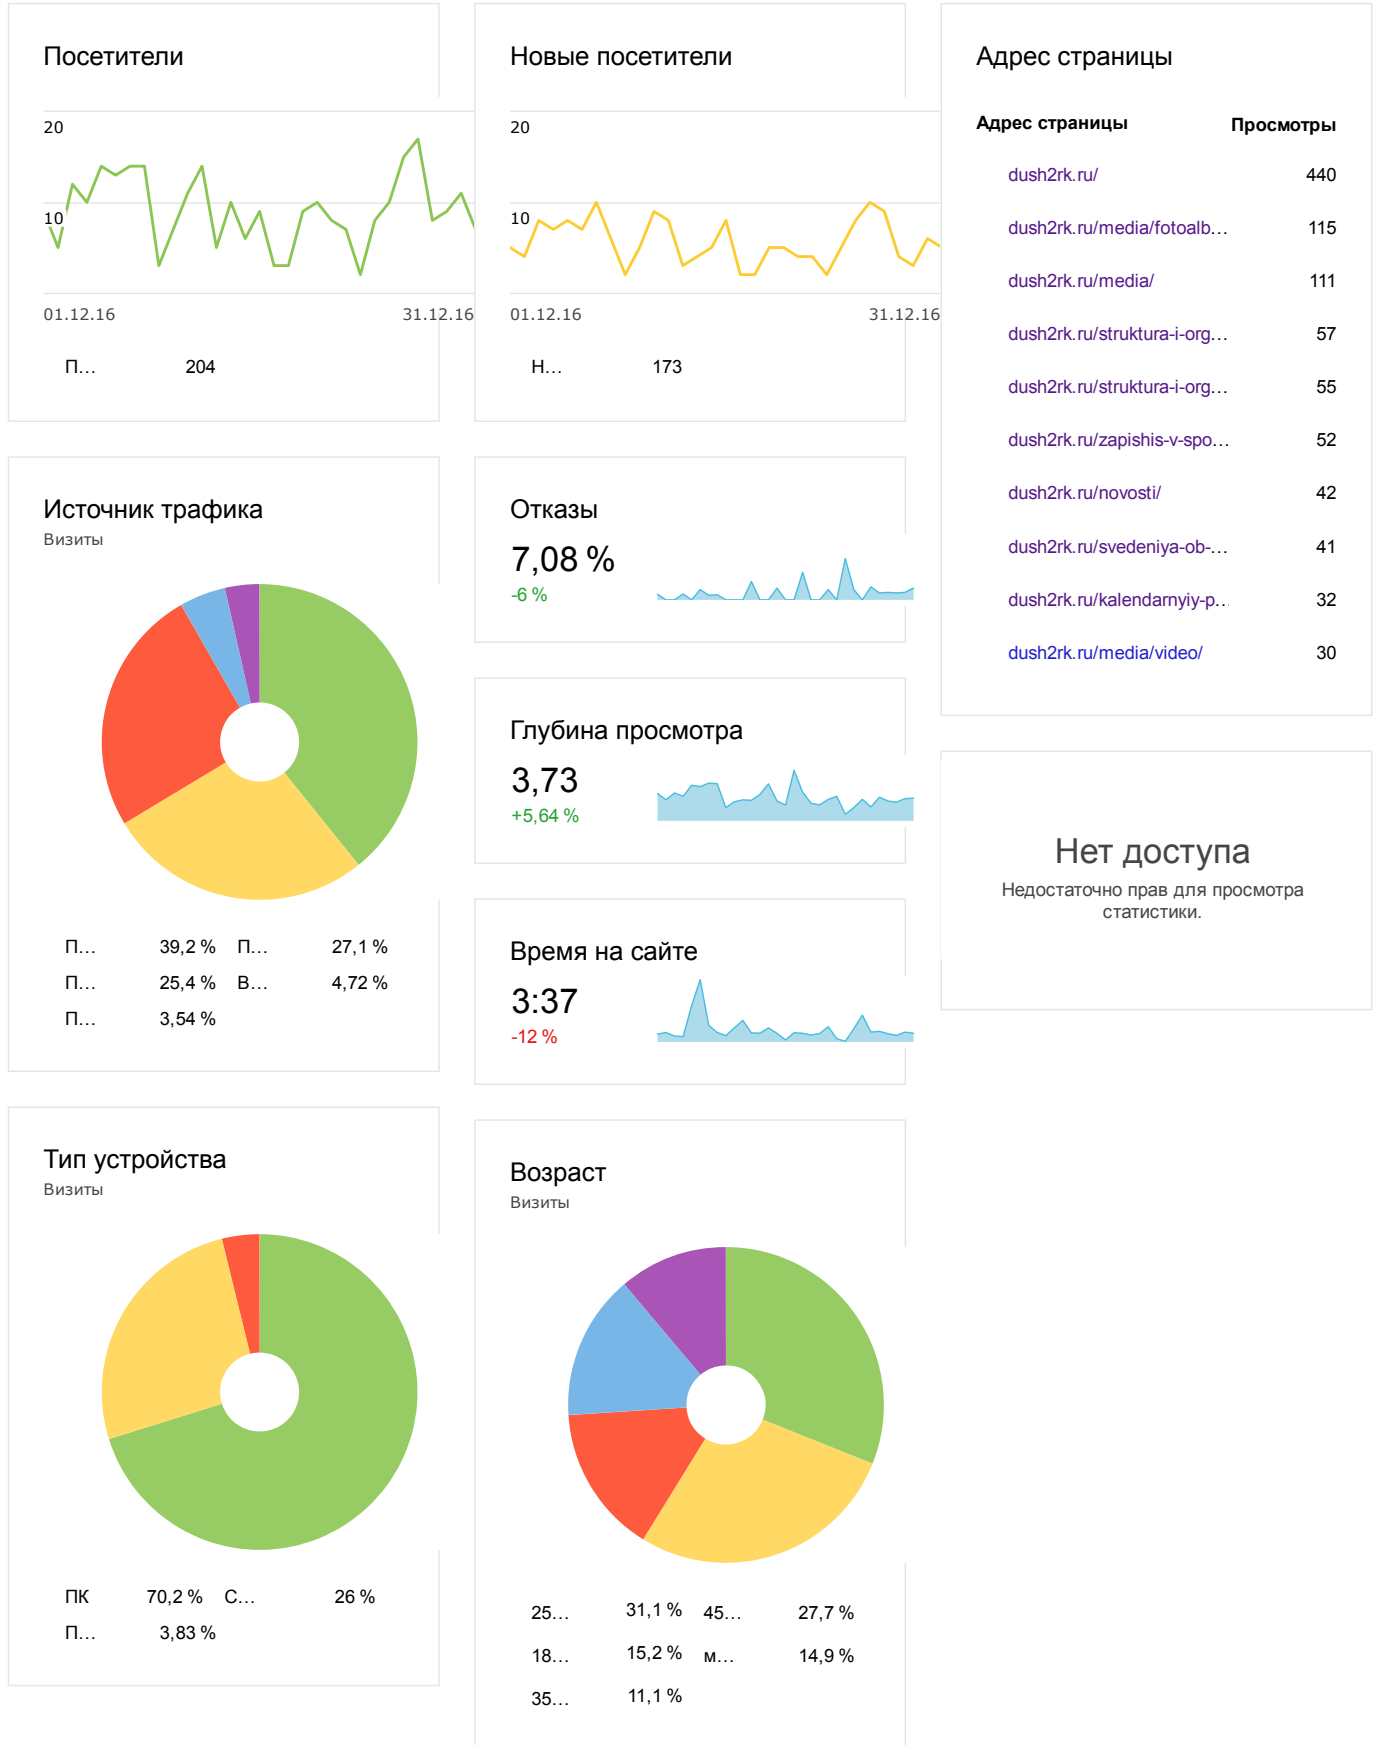 Посетители
20
10
01.12.16 31.12.16
П… 204
Новые посетители
20
10
01.12.16 31.12.16
Н… 173
Адрес страницы
Адрес страницы Просмотры
dush2rk.ru/ 440
dush2rk.ru/media/fotoalb… 115
dush2rk.ru/media/ 111
dush2rk.ru/struktura-i-org… 57
dush2rk.ru/struktura-i-org… 55
dush2rk.ru/zapishis-v-spo… 52
dush2rk.ru/novosti/ 42
dush2rk.ru/svedeniya-ob-… 41
dush2rk.ru/kalendarnyiy-p… 32
dush2rk.ru/media/video/ 30
Источник трафика
Визиты
П… 39,2 % П… 27,1 %
П… 25,4 % В… 4,72 %
П… 3,54 %
Отказы
7,08 %
-6 %
Глубина просмотра
3,73
+5,64 %
Время на сайте
3:37
-12 %
Нет доступа
Недостаточно прав для просмотра
статистики.
Тип устройства
Визиты
ПК 70,2 % С… 26 %
П… 3,83 %
Возраст
Визиты
25… 31,1 % 45… 27,7 %
18… 15,2 % м… 14,9 %
35… 11,1 %